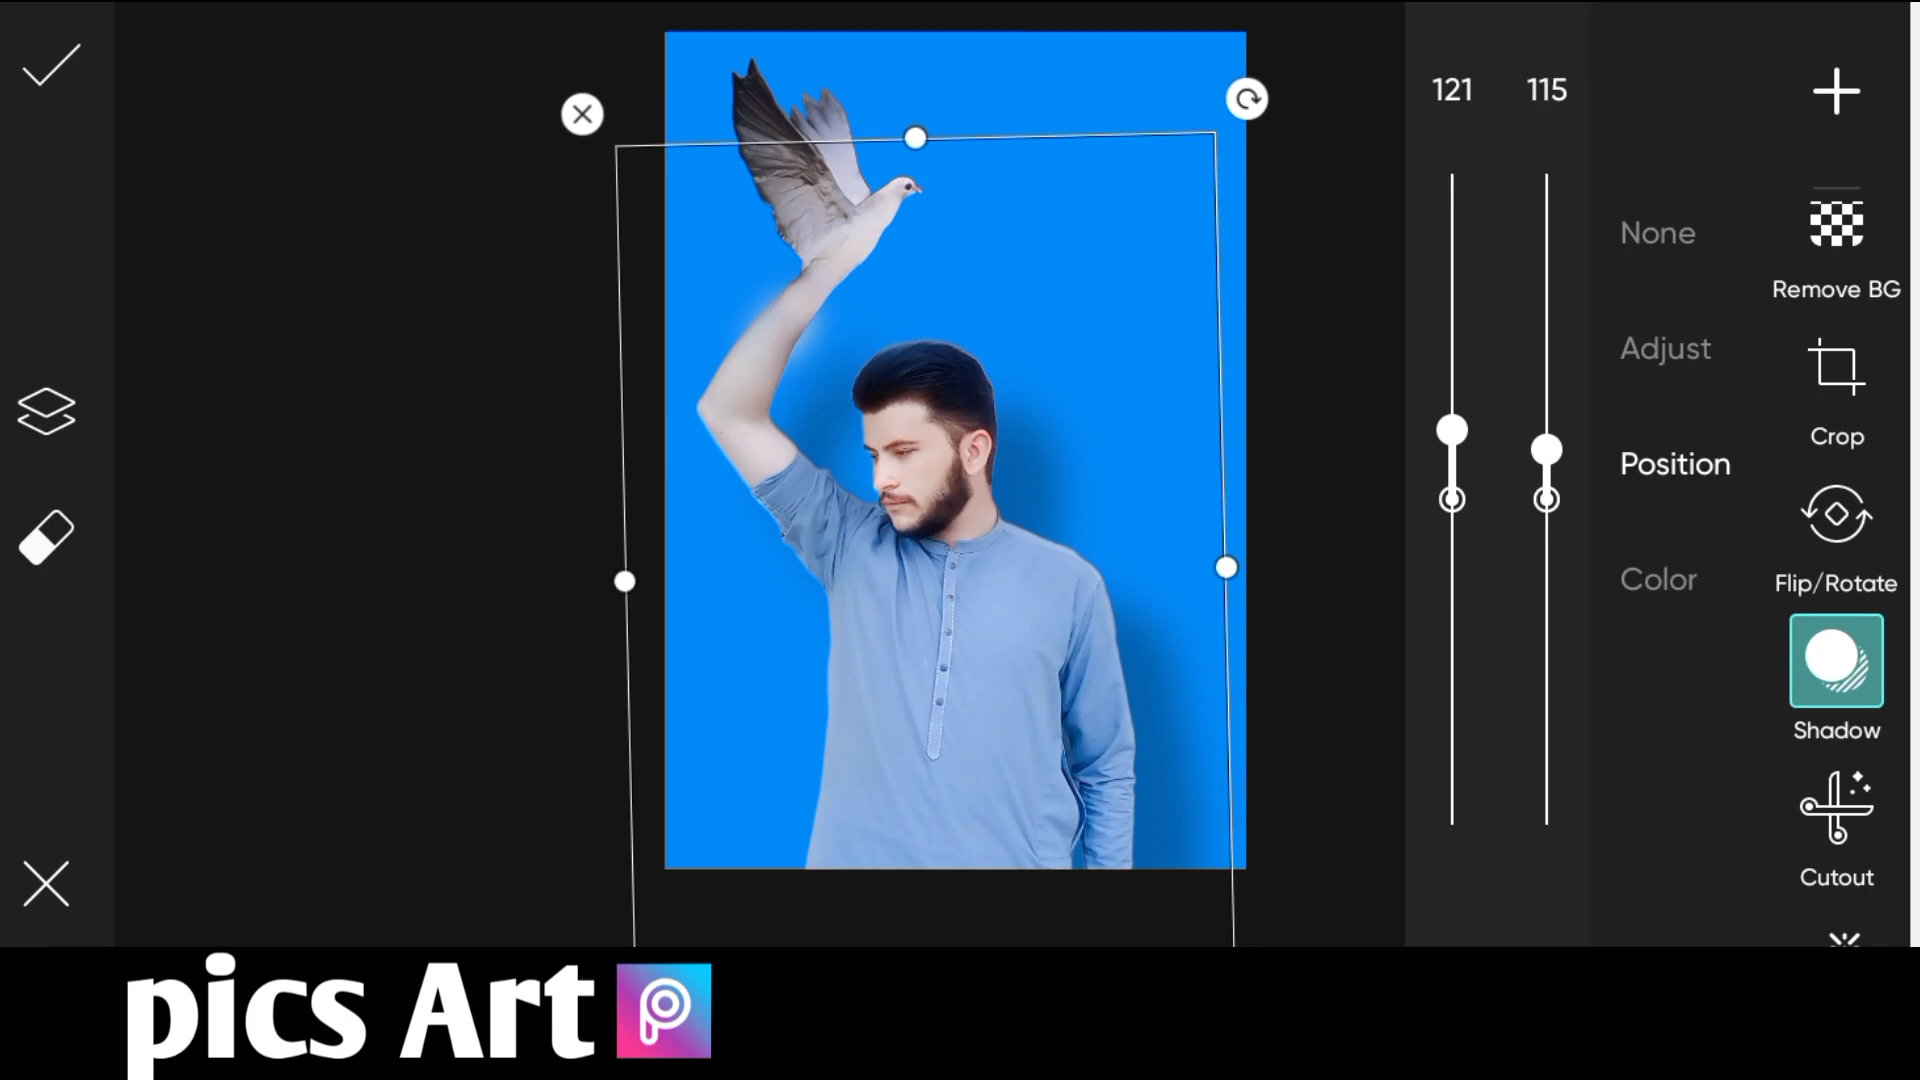 121 115
None
Adjust
Position
Color
Remove BG
Crop
Flip/Rotate
Shadow
Cutout
pics Art